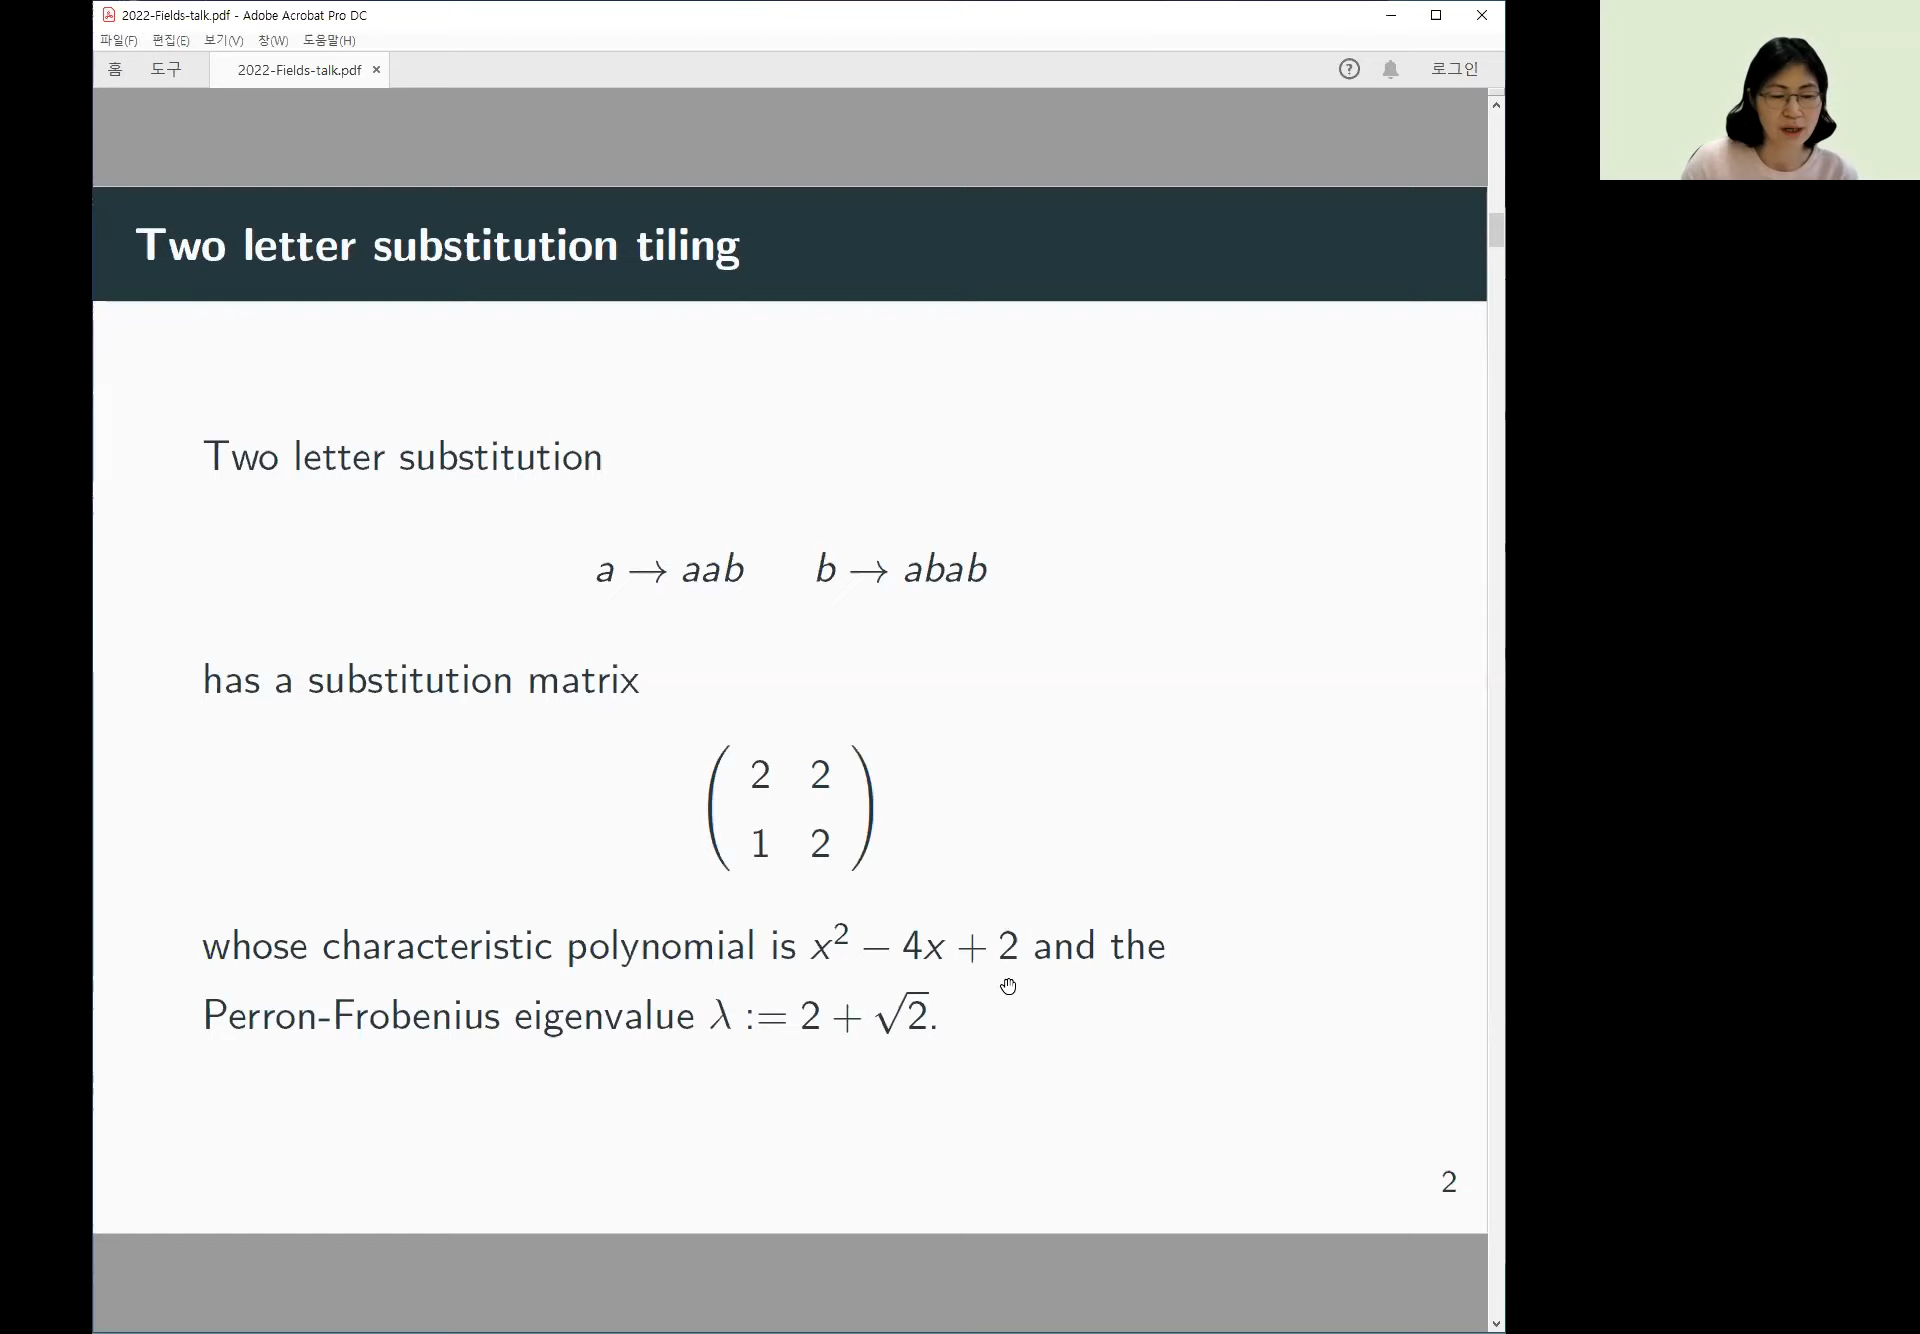 2022-Fields-talk.pdf - Adobe Acrobat Pro DC
파일(F) 편집(E) 보기(V) 창(W) 도움말(H)
홈 도구 2022-Fields-talk.pdf × 로그인
Two letter substitution tiling
Two letter substitution
a → aab b → abab
has a substitution matrix
2 2
1 2
whose characteristic polynomial is x² − 4x + 2 and the
Perron-Frobenius eigenvalue λ := 2 + √2.
2